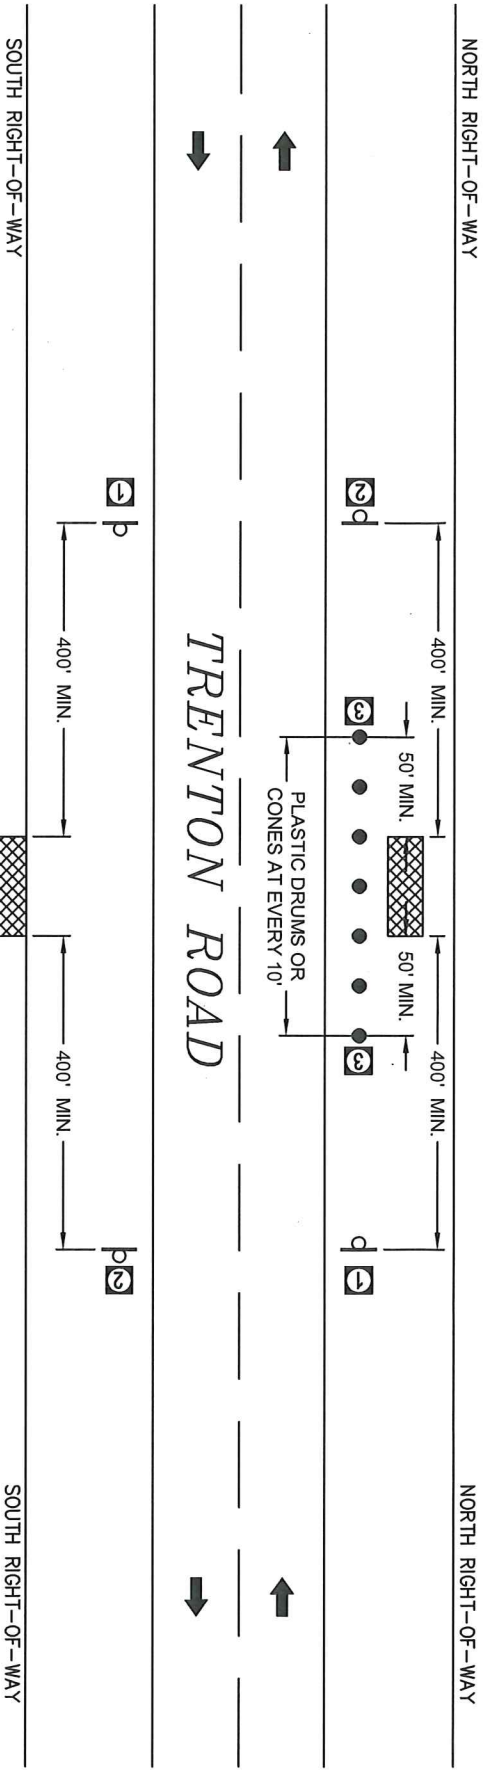 NORTH RIGHT-OF-WAY
NORTH RIGHT-OF-WAY
400' MIN.
400' MIN.
50' MIN.
50' MIN.
2
3
3
1
PLASTIC DRUMS OR
CONES AT EVERY 10'
TRENTON ROAD
1
2
400' MIN.
400' MIN.
SOUTH RIGHT-OF-WAY
SOUTH RIGHT-OF-WAY